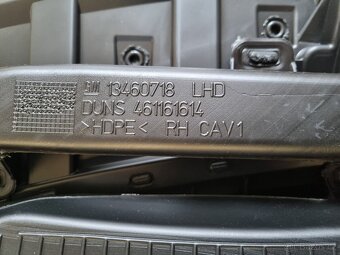 GM 13460718 LHD
DUNS 461161614
>HDPE< RH CAV1